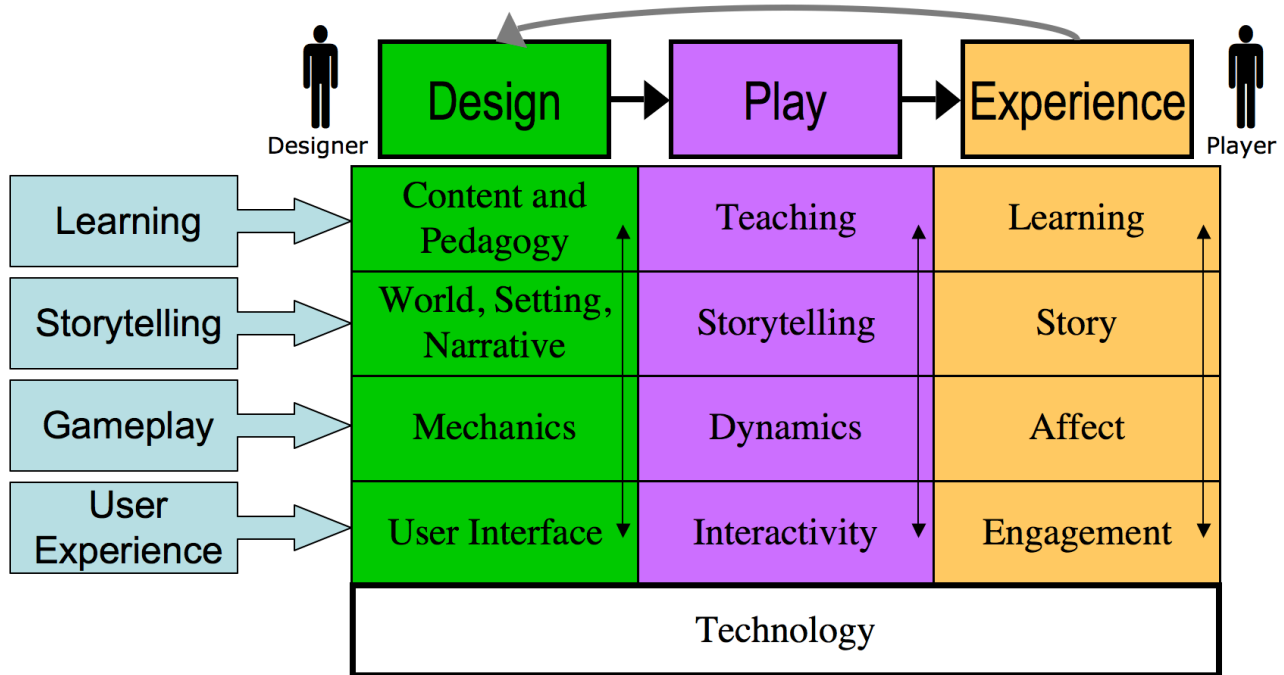 Design
Play
Experience
Designer
Player
Learning
Content and
Pedagogy
Teaching
Learning
Storytelling
World, Setting,
Narrative
Storytelling
Story
Gameplay
Mechanics
Dynamics
Affect
User
Experience
User Interface
Interactivity
Engagement
Technology